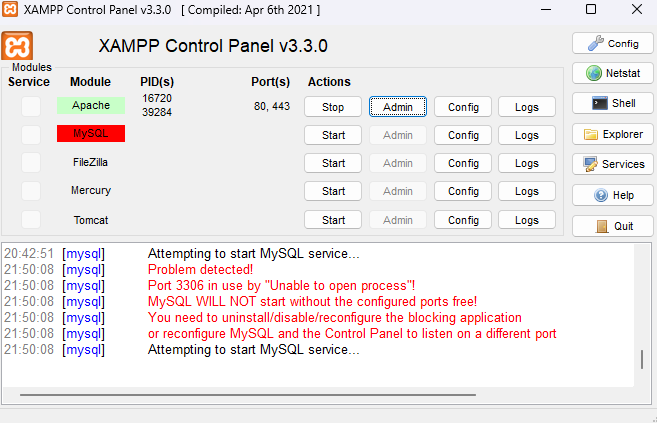 XAMPP Control Panel v3.3.0 [ Compiled: Apr 6th 2021 ]
XAMPP Control Panel v3.3.0
Config
Modules
Service Module PID(s) Port(s) Actions
Netstat
Apache 16720 39284 80, 443 Stop Admin Config Logs
Shell
MySQL Start Admin Config Logs
Explorer
FileZilla Start Admin Config Logs
Services
Mercury Start Admin Config Logs
Help
Tomcat Start Admin Config Logs
Quit
20:42:51 [mysql] Attempting to start MySQL service...
21:50:08 [mysql] Problem detected!
21:50:08 [mysql] Port 3306 in use by "Unable to open process"!
21:50:08 [mysql] MySQL WILL NOT start without the configured ports free!
21:50:08 [mysql] You need to uninstall/disable/reconfigure the blocking application
21:50:08 [mysql] or reconfigure MySQL and the Control Panel to listen on a different port
21:50:08 [mysql] Attempting to start MySQL service...